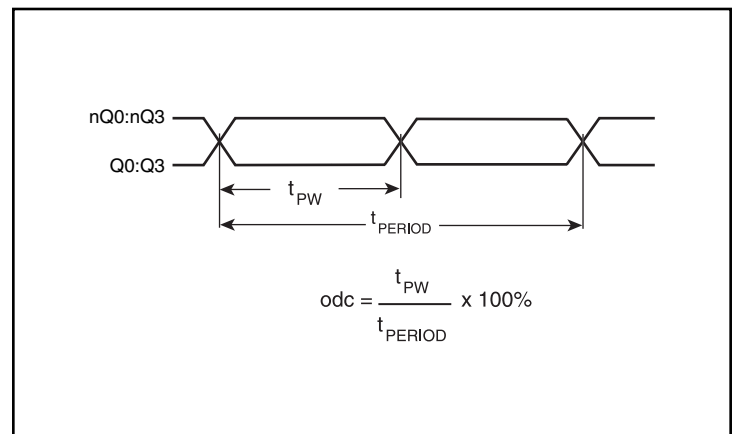 nQ0:nQ3
Q0:Q3
tPW
tPERIOD
odc = tPW / tPERIOD x 100%